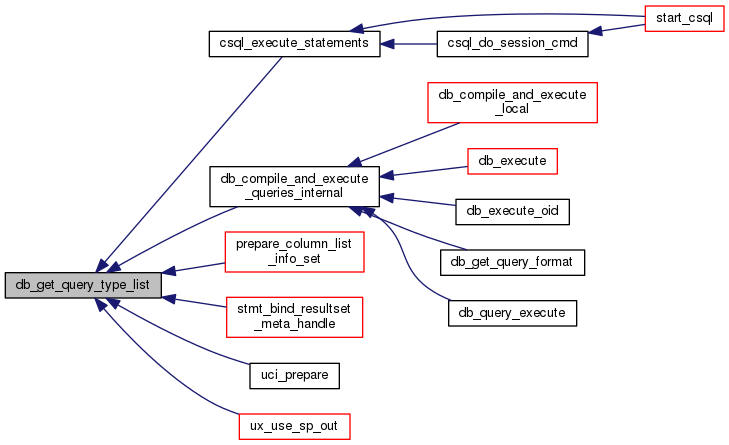 start_csql
csql_execute_statements
csql_do_session_cmd
db_compile_and_execute
_local
db_execute
db_compile_and_execute
_queries_internal
db_execute_oid
prepare_column_list
_info_set
db_get_query_format
db_get_query_type_list
stmt_bind_resultset
_meta_handle
db_query_execute
uci_prepare
ux_use_sp_out